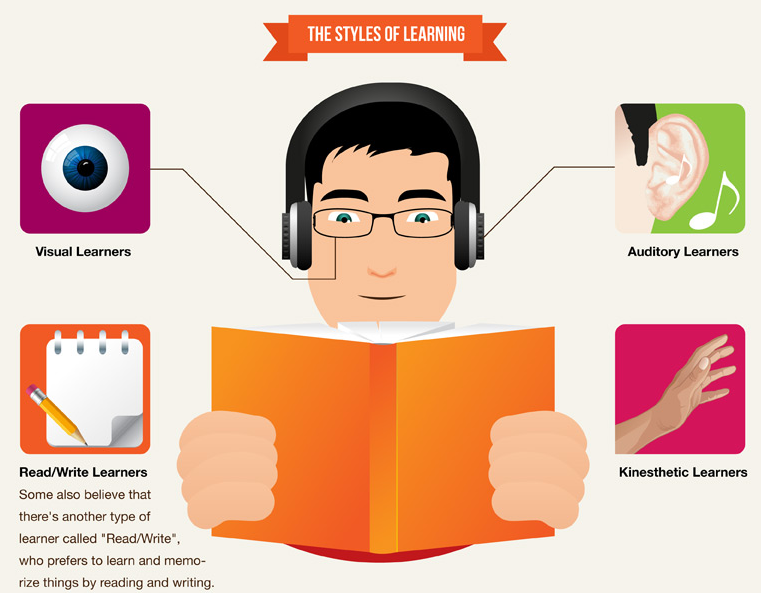 THE STYLES OF LEARNING
Visual Learners
Auditory Learners
Read/Write Learners
Some also believe that
there's another type of
learner called "Read/Write",
who prefers to learn and memo-
rize things by reading and writing.
Kinesthetic Learners